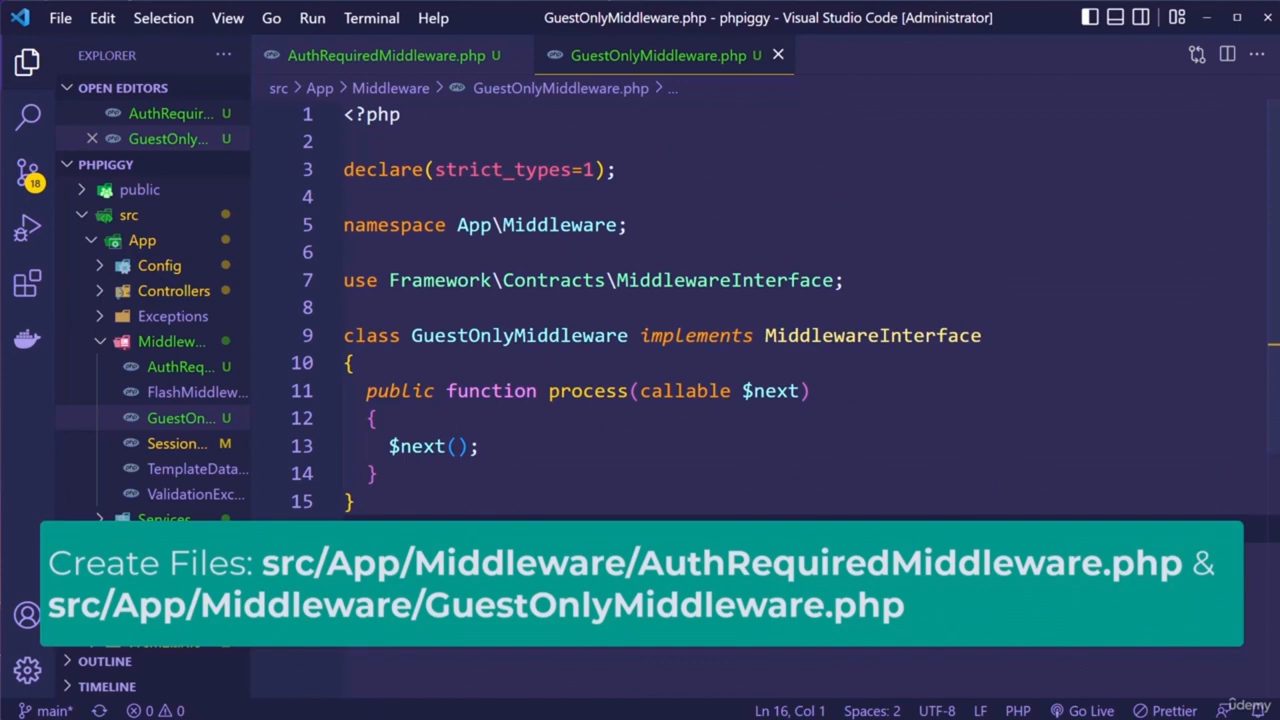 File Edit Selection View Go Run Terminal Help
GuestOnlyMiddleware.php - phpiggy - Visual Studio Code [Administrator]
EXPLORER
AuthRequiredMiddleware.php U
GuestOnlyMiddleware.php U
OPEN EDITORS
AuthRequir... U
GuestOnly... U
PHPIGGY
public
src
App
Config
Controllers
Exceptions
Middlew...
AuthReq... U
FlashMiddlew...
GuestOn... U
Session... M
TemplateData...
ValidationExc...
Services
OUTLINE
TIMELINE
18
src > App > Middleware > GuestOnlyMiddleware.php > ...
1 <?php
2
3 declare(strict_types=1);
4
5 namespace App\Middleware;
6
7 use Framework\Contracts\MiddlewareInterface;
8
9 class GuestOnlyMiddleware implements MiddlewareInterface
10 {
11 public function process(callable $next)
12 {
13 $next();
14 }
15 }
Create Files: src/App/Middleware/AuthRequiredMiddleware.php &
src/App/Middleware/GuestOnlyMiddleware.php
main* 0 0 Ln 16, Col 1 Spaces: 2 UTF-8 LF PHP Go Live Prettier
ûdemy